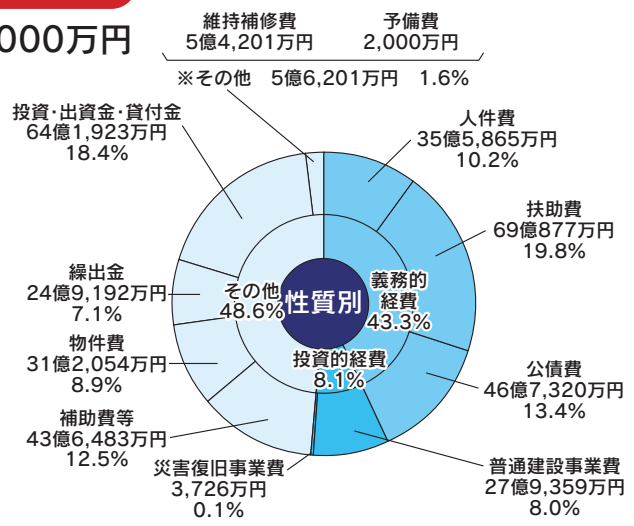 000万円
維持補修費
5億4,201万円
予備費
2,000万円
※その他 5億6,201万円 1.6%
投資・出資金・貸付金
64億1,923万円
18.4%
人件費
35億5,865万円
10.2%
扶助費
69億877万円
19.8%
繰出金
24億9,192万円
7.1%
その他
48.6%
性質別
義務的
経費
43.3%
物件費
31億2,054万円
8.9%
投資的経費
8.1%
公債費
46億7,320万円
13.4%
補助費等
43億6,483万円
12.5%
災害復旧事業費
3,726万円
0.1%
普通建設事業費
27億9,359万円
8.0%